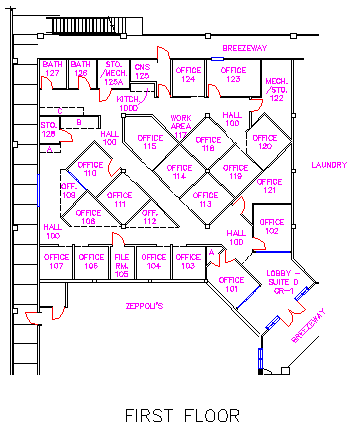 BREEZEWAY
BATH
127
BATH
126
STO.
/MECH.
125A
CNS
125
OFFICE
124
OFFICE
123
MECH.
/STO.
122
KITCH.
100D
C
B
STO.
128
A
HALL
100
OFFICE
115
WORK
AREA
117
OFFICE
118
HALL
100
OFFICE
120
LAUNDRY
OFFICE
110
OFFICE
114
OFFICE
119
OFF.
109
OFFICE
111
OFFICE
113
OFFICE
121
OFFICE
108
OFF.
112
OFFICE
102
HALL
100
HALL
100
OFFICE
107
OFFICE
106
FILE
RM.
105
OFFICE
104
OFFICE
103
A
OFFICE
101
LOBBY -
SUITE D
CR-1
ZEPPOLI'S
BREEZEWAY
FIRST FLOOR